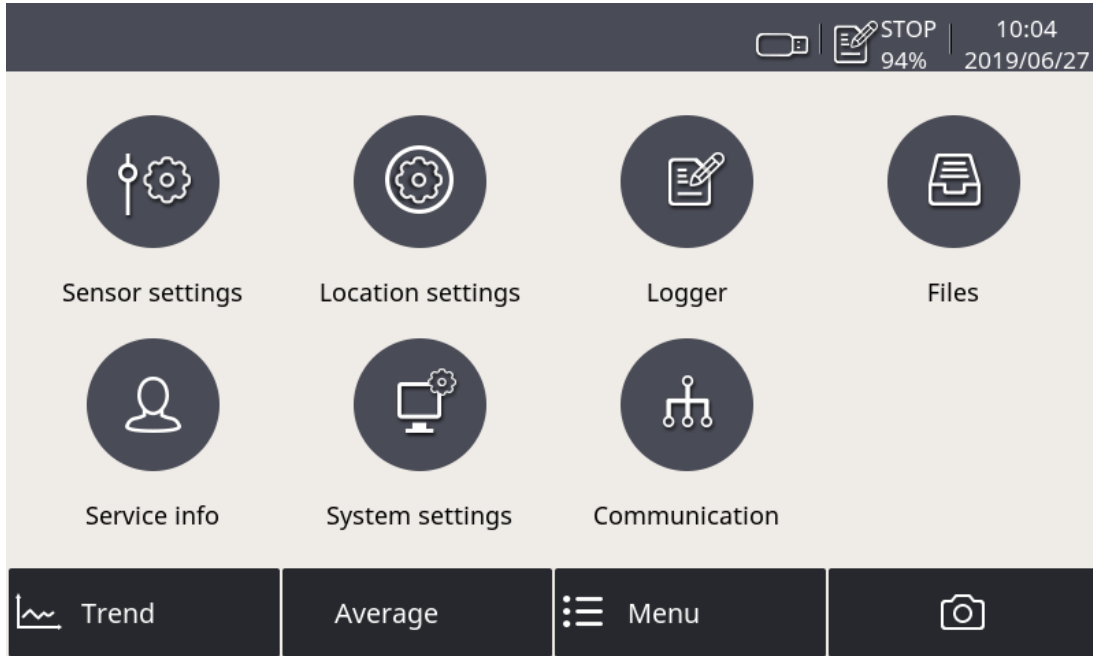 STOP 10:04
94% 2019/06/27
Sensor settings Location settings Logger Files
Service info System settings Communication
Trend Average Menu